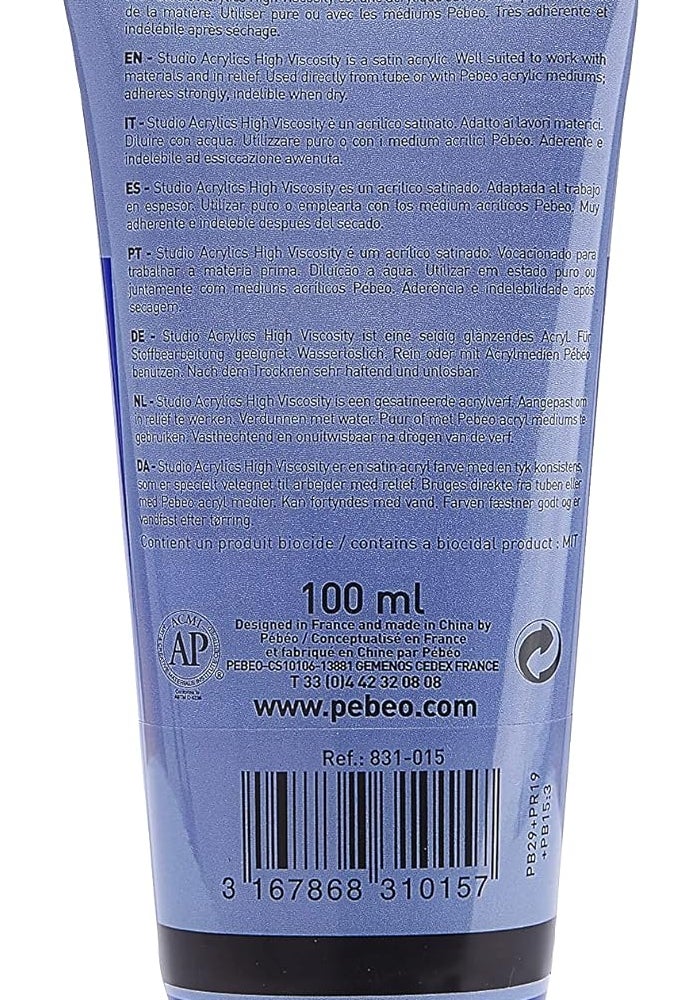 de la matière. Utiliser pure ou avec les médiums Pébéo. Très adhérente et
indélébile après séchage.
EN - Studio Acrylics High Viscosity is a satin acrylic. Well suited to work with
materials and in relief. Used directly from tube or with Pebeo acrylic mediums;
adheres strongly, indelible when dry.
IT - Studio Acrylics High Viscosity è un acrilico satinato. Adatto ai lavori materici.
Diluire con acqua. Utilizzare puro o con i medium acrilici Pébéo. Aderente e
indelebile ad essiccazione avvenuta.
ES - Studio Acrylics High Viscosity es un acrílico satinado. Adaptada al trabajo
en espesor. Utilizar puro o emplearla con los médium acrílicos Pébeo. Muy
adherente e indeleble después del sécado.
PT - Studio Acrylics High Viscosity é um acrílico satinado. Vocacionado para
trabalhar a matéria prima. Diluição a água. Utilizar em estado puro ou
juntamente com mediuns acrílicos Pébéo. Aderência e indelébilidade após
secagem.
DE - Studio Acrylics High Viscosity ist eine seidig glänzendes Acryl. Für
Stoffbearbeitung geeignet. Wasserloslich. Rein oder mit Acrylmedien Pébéo
benutzen. Nach dem Trocknen sehr haftend und unlosbar.
NL - Studio Acrylics High Viscosity is een gesatineerde acrylverf. Aangepast om
in reliëf te werken. Verdunnen met water. Puur of met Pebeo acryl mediums te
gebruiken. Vasthechtend en onuitwisbaar na drogen van de verf.
DA - Studio Acrylics High Viscosity er en satin acryl farve med en tyk konsistens,
som er specielt velegnet til arbejder med relief. Bruges direkte fra tuben eller
med Pebeo acryl medier. Kan fortyndes med vand. Farven fæstner godt og er
vandfast efter tørring.
Contient un produit biocide / contains a biocidal product : MIT
100 ml
Designed in France and made in China by
Pébéo / Conceptualisé en France
et fabriqué en Chine par Pébéo
PEBEO-CS10106-13881 GEMENOS CEDEX FRANCE
T 33 (0)4 42 32 08 08
www.pebeo.com
ACMI
AP
Conforms to
ASTM D-4236
Ref.: 831-015
3 167868 310157
PB29+PR19
+PB15:3